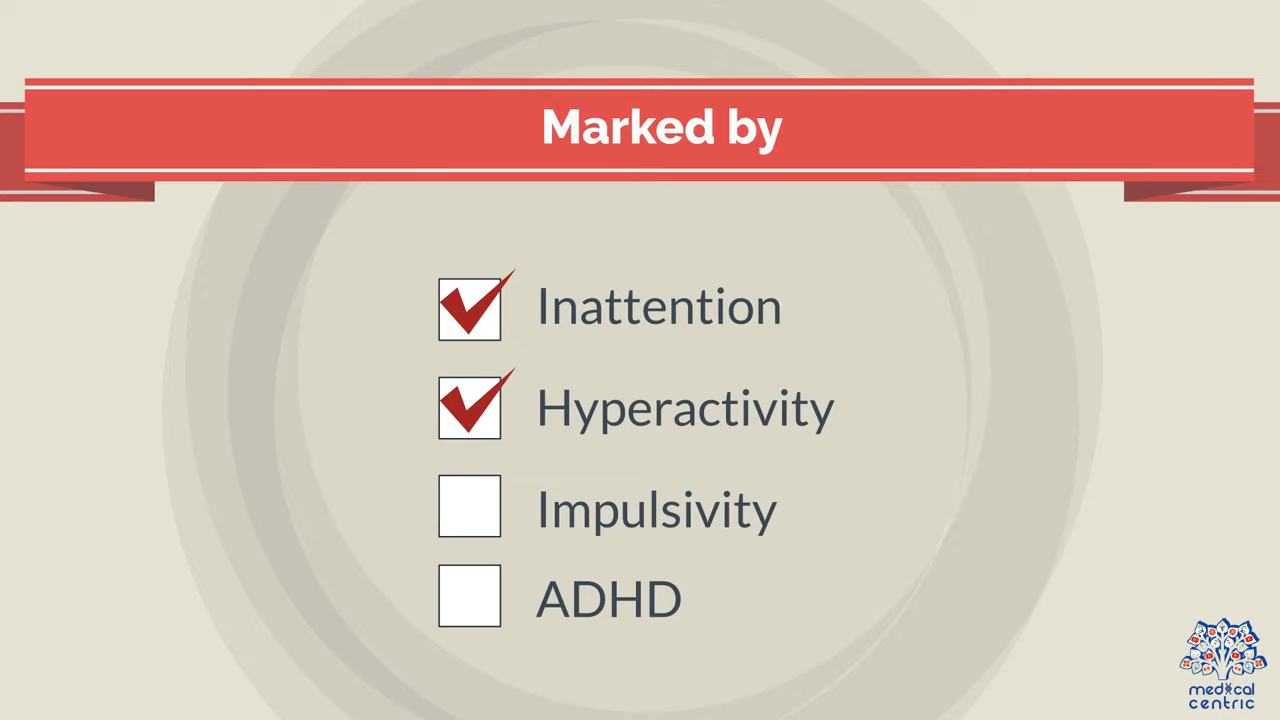 Marked by
Inattention
Hyperactivity
Impulsivity
ADHD
medical
centric